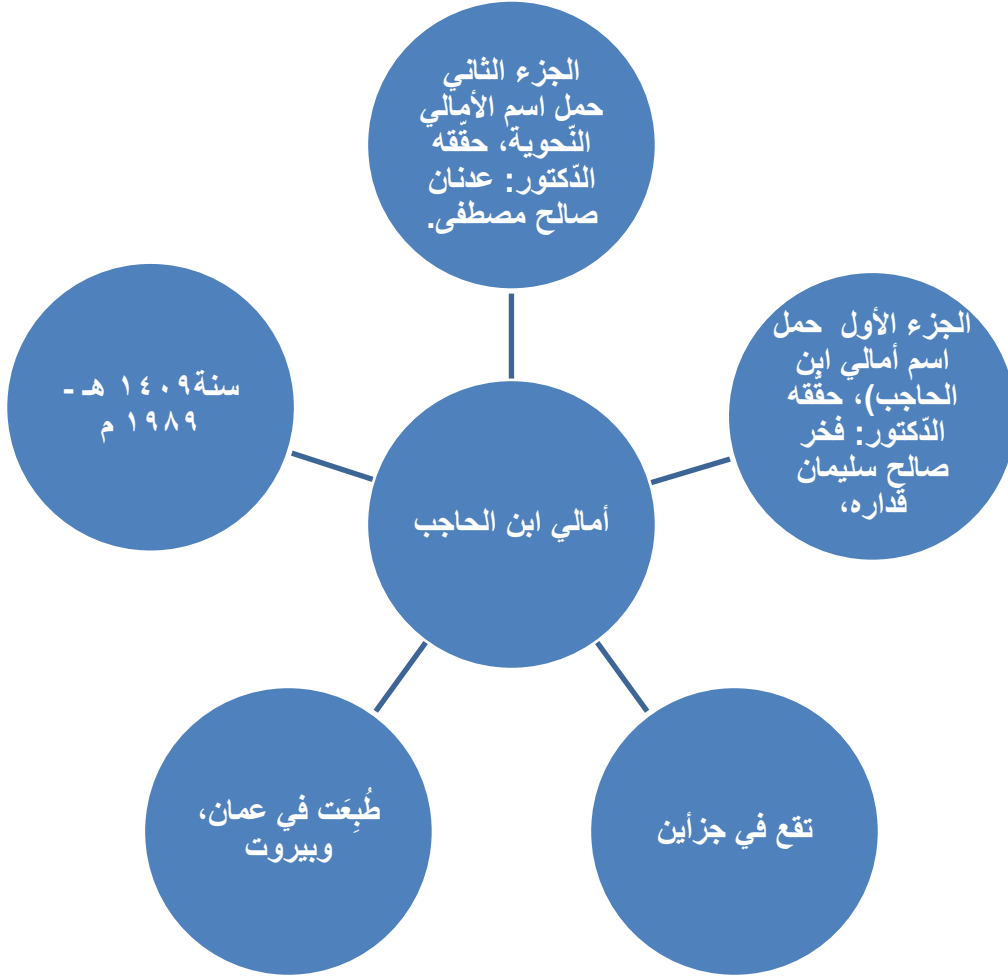 الجزء الثاني
حمل اسم الأمالي
النّحوية، حقّقه
الدّكتور: عدنان
صالح مصطفى.
الجزء الأول حمل
اسم أمالي ابن
الحاجب)، حقّقه
الدّكتور: فخر
صالح سليمان
قداره،
سنة١٤٠٩ هـ -
١٩٨٩ م
أمالي ابن الحاجب
تقع في جزأين
طُبِعَت في عمان،
وبيروت